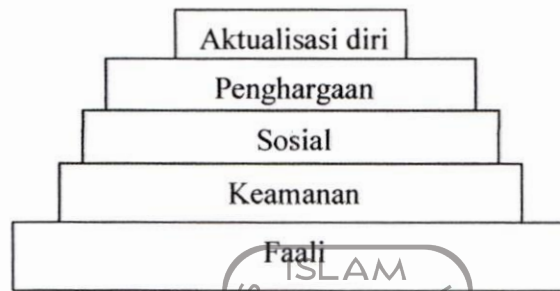 Aktualisasi diri
Penghargaan
Sosial
Keamanan
Faali
ISLAM